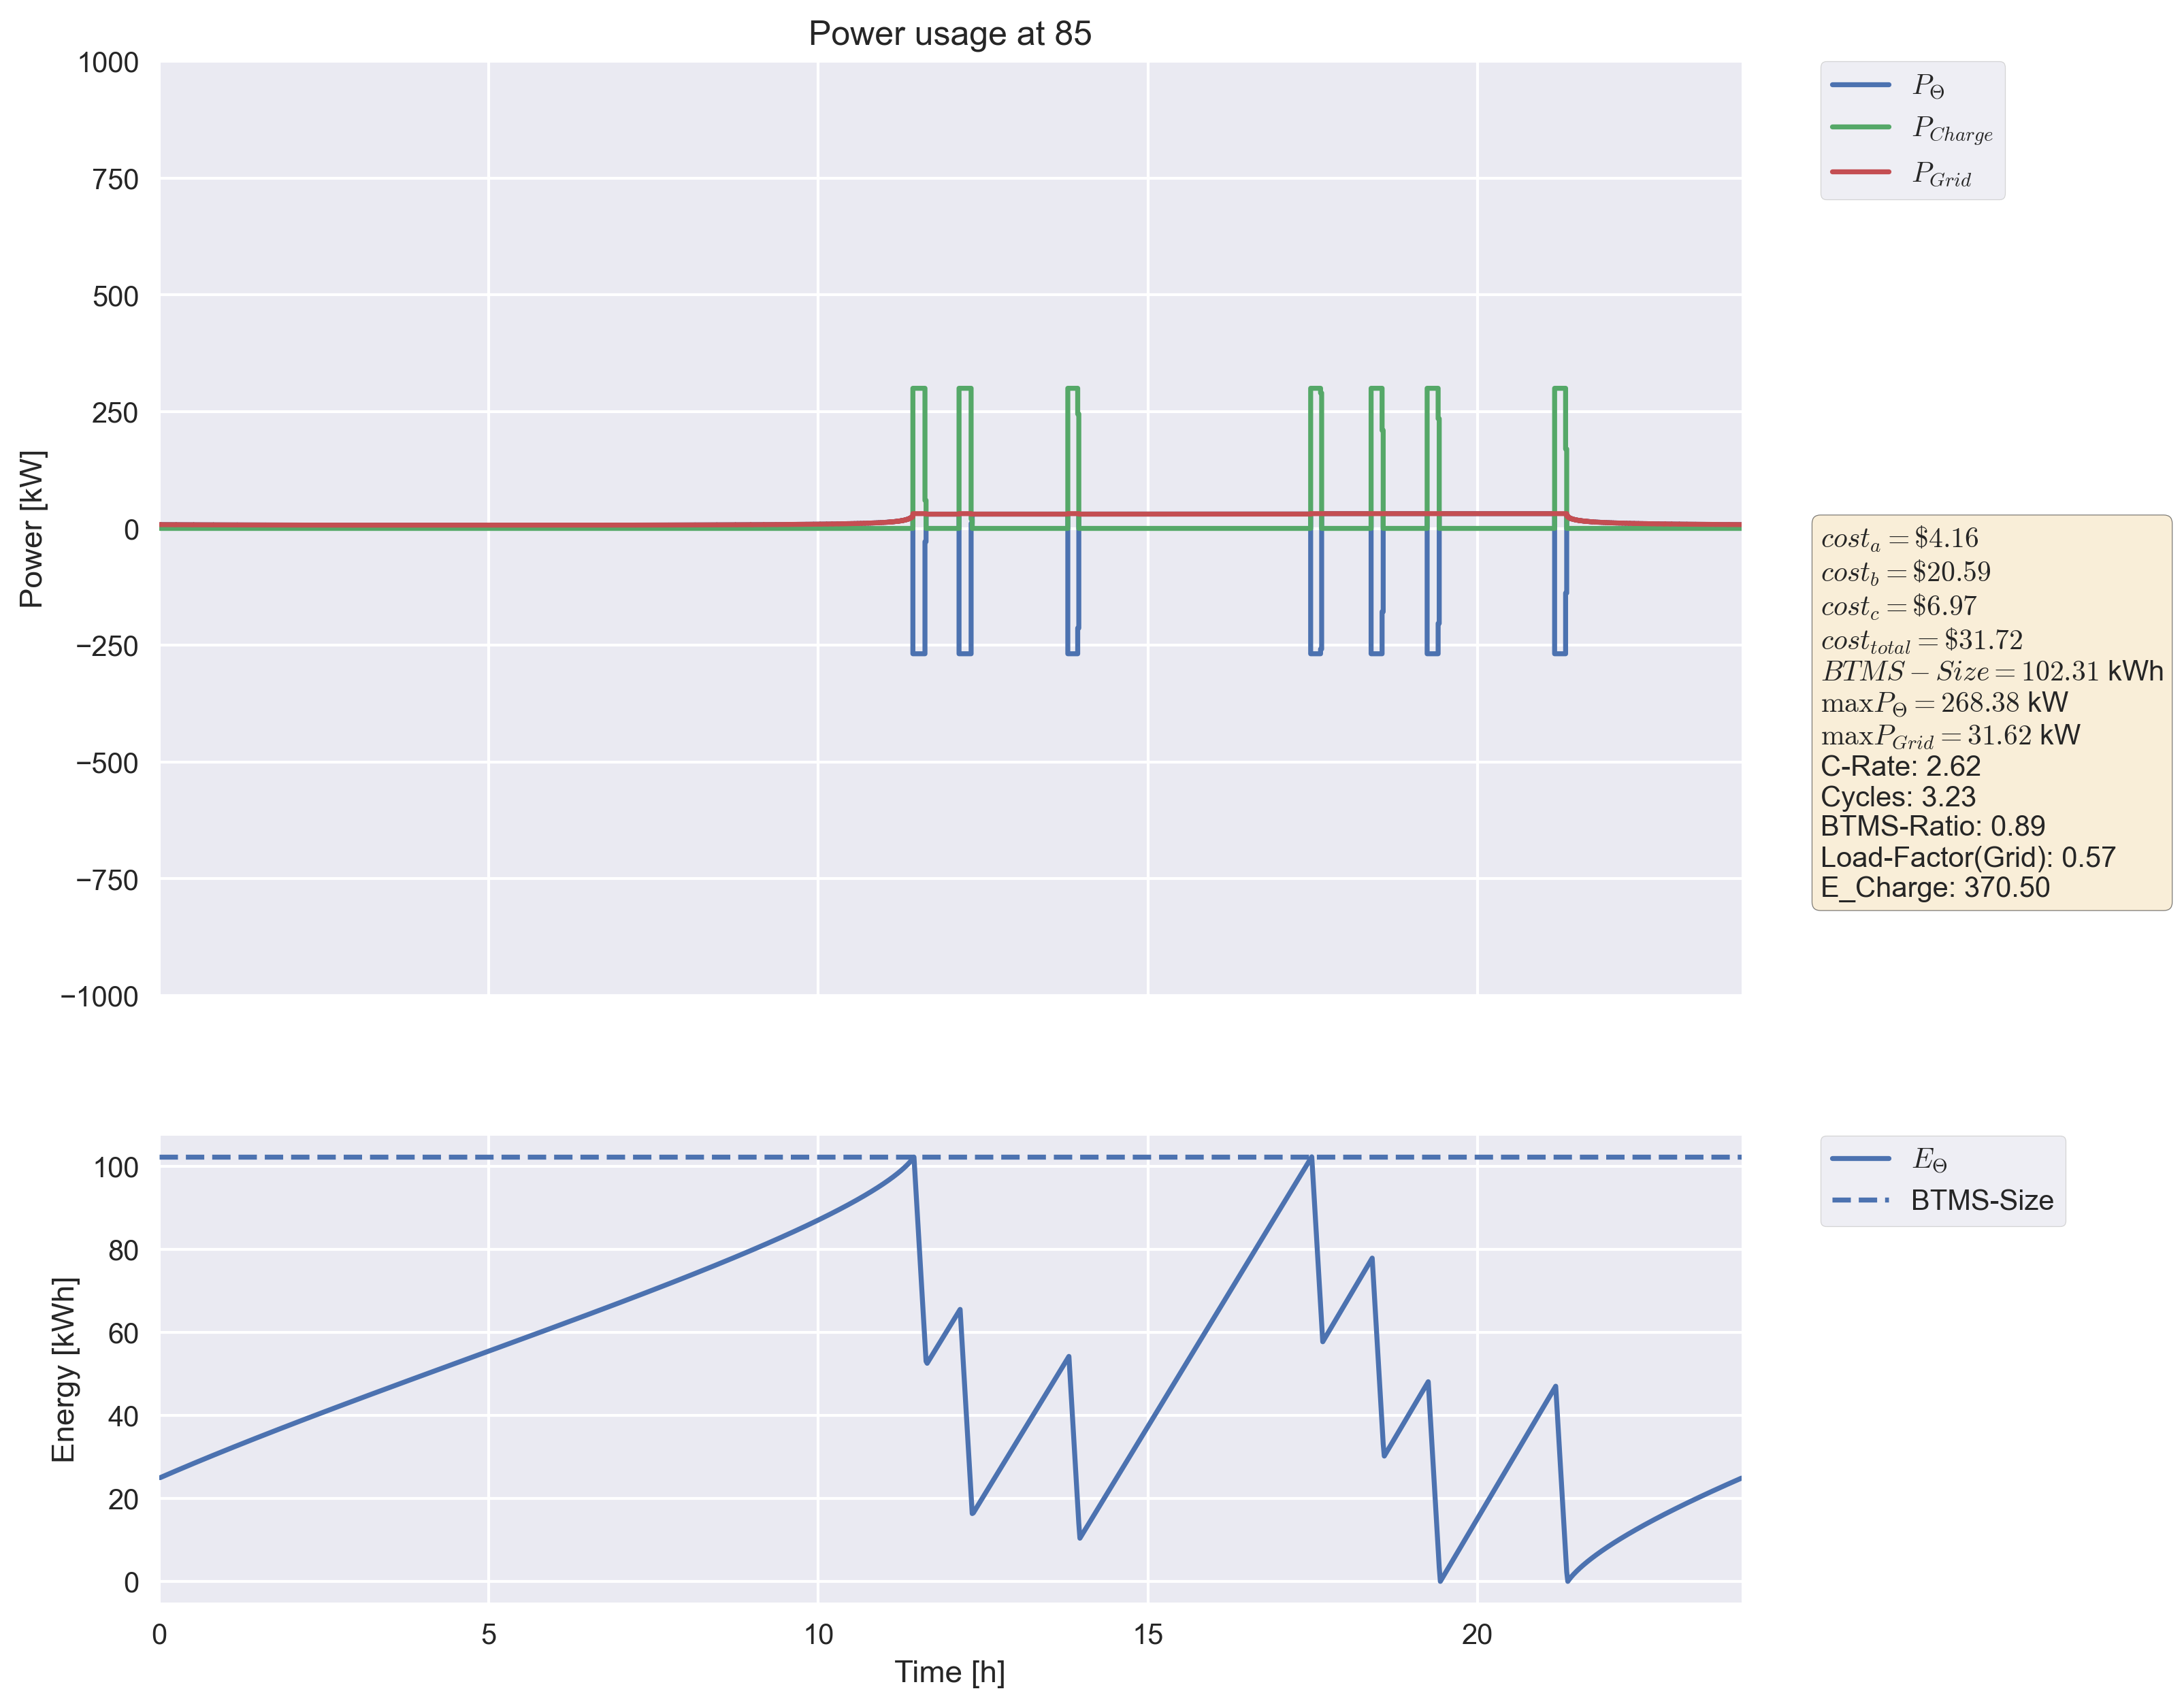 Power usage at 85
1000
750
500
250
0
−250
−500
−750
−1000
Power [kW]
P_Θ
P_Charge
P_Grid
cost_a = $4.16
cost_b = $20.59
cost_c = $6.97
cost_total = $31.72
BTMS − Size = 102.31 kWh
maxP_Θ = 268.38 kW
maxP_Grid = 31.62 kW
C-Rate: 2.62
Cycles: 3.23
BTMS-Ratio: 0.89
Load-Factor(Grid): 0.57
E_Charge: 370.50
100
80
60
40
20
0
Energy [kWh]
E_Θ
BTMS-Size
0 5 10 15 20
Time [h]